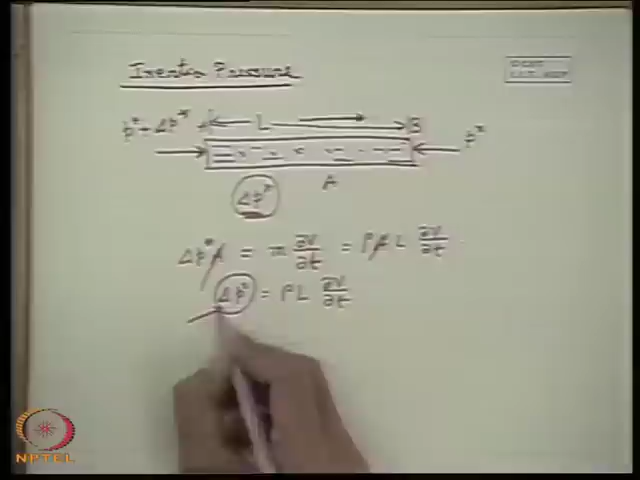 Inertia Pressure
p* + Δp* A L B p*
Δp* A
Δp* A = m ∂V/∂t = ρ A L ∂V/∂t
Δp* = ρ L ∂V/∂t
NPTEL